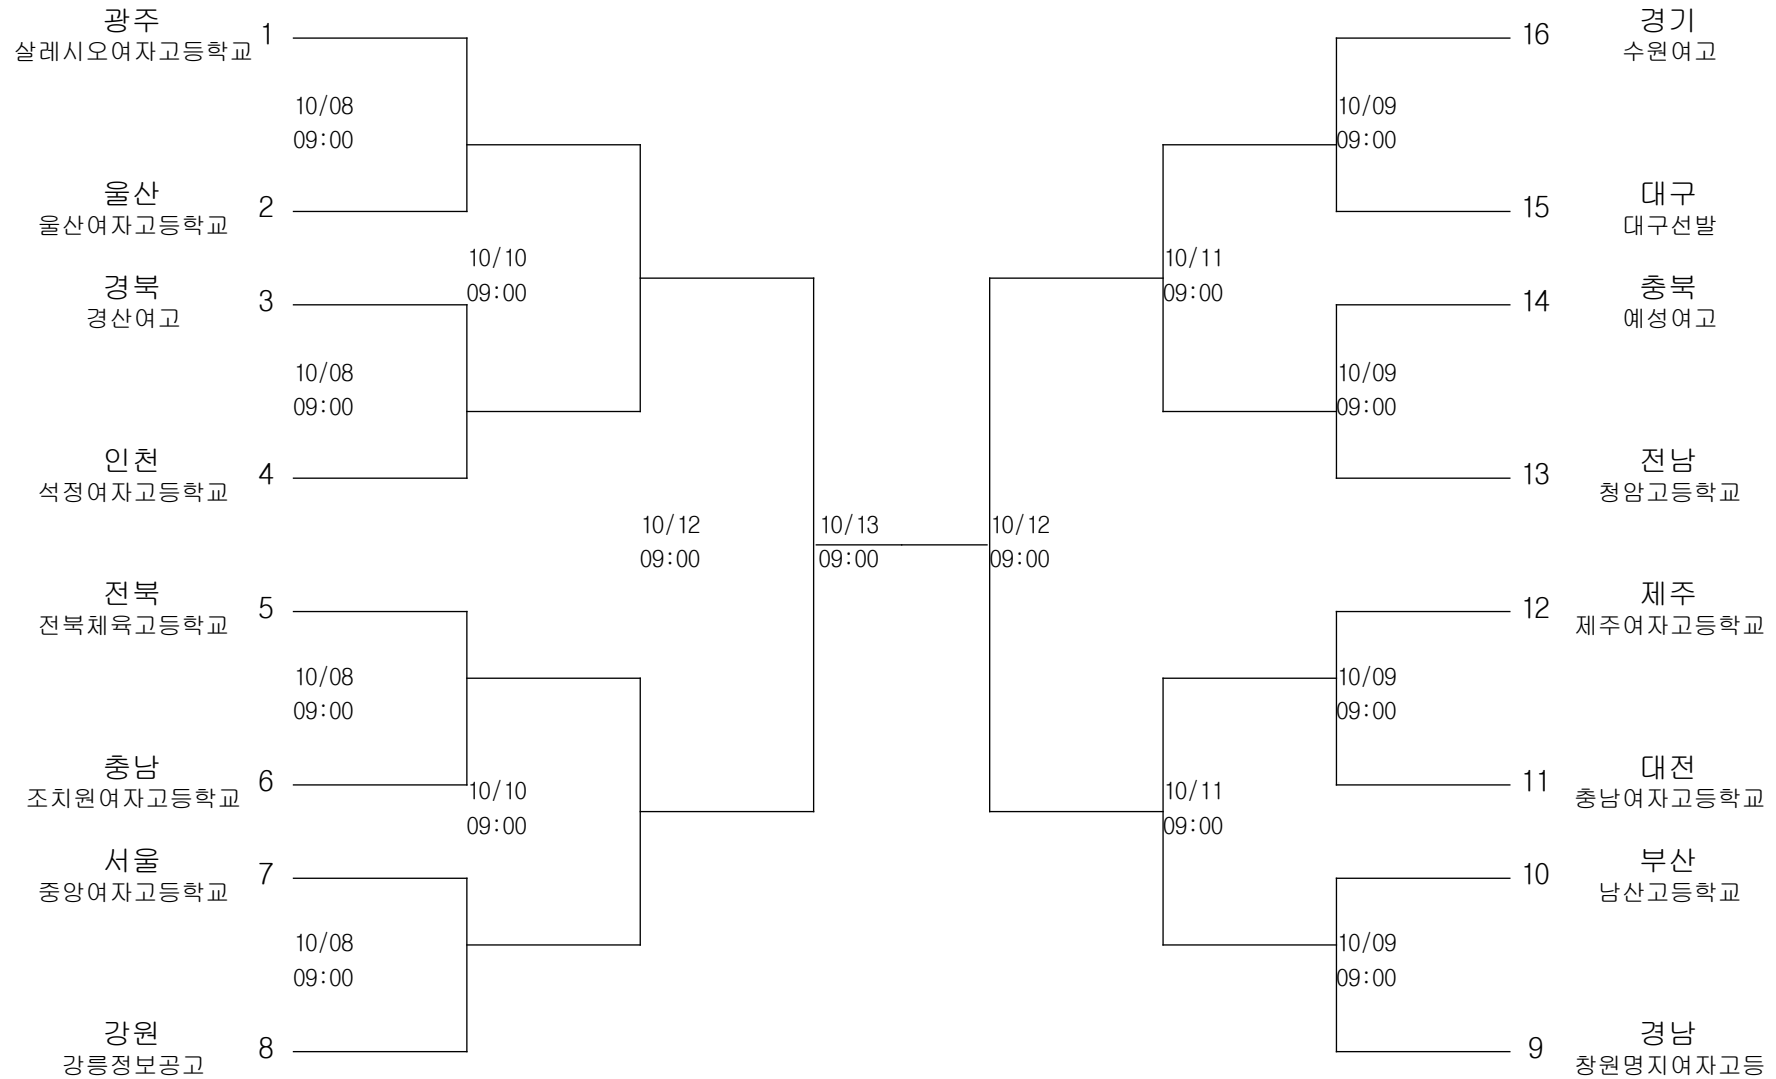 광주
살레시오여자고등학교
1
10/08
09:00
울산
울산여자고등학교
2
10/10
09:00
경북
경산여고
3
10/08
09:00
인천
석정여자고등학교
4
10/12
09:00
전북
전북체육고등학교
5
10/08
09:00
충남
조치원여자고등학교
6
10/10
09:00
서울
중앙여자고등학교
7
10/08
09:00
강원
강릉정보공고
8
10/13
09:00
16
경기
수원여고
10/09
09:00
15
대구
대구선발
10/11
09:00
14
충북
예성여고
10/09
09:00
13
전남
청암고등학교
10/12
09:00
12
제주
제주여자고등학교
10/09
09:00
11
대전
충남여자고등학교
10/11
09:00
10
부산
남산고등학교
10/09
09:00
9
경남
창원명지여자고등